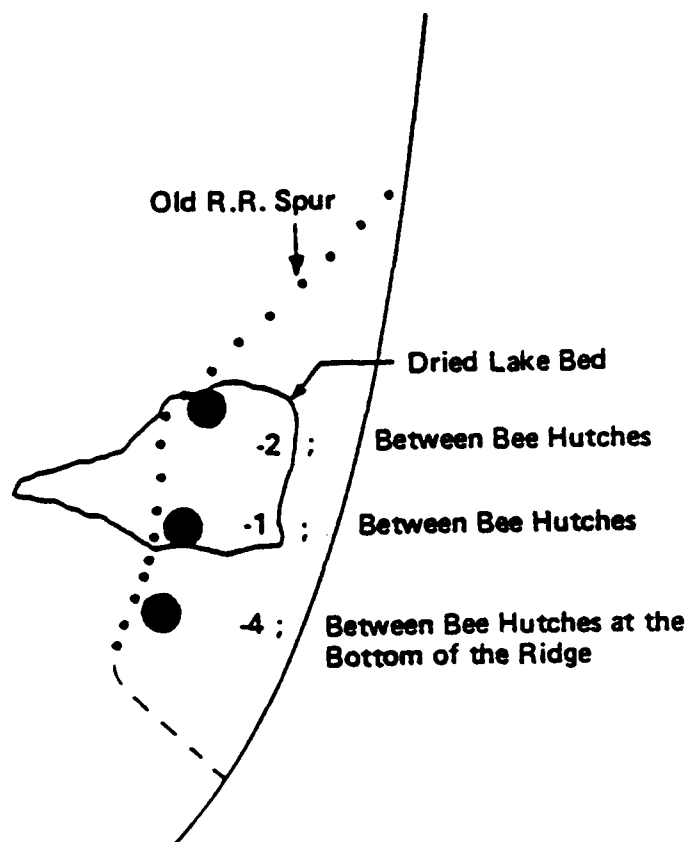 Old R.R. Spur
Dried Lake Bed
-2 ; Between Bee Hutches
-1 ; Between Bee Hutches
-4 ; Between Bee Hutches at the
Bottom of the Ridge